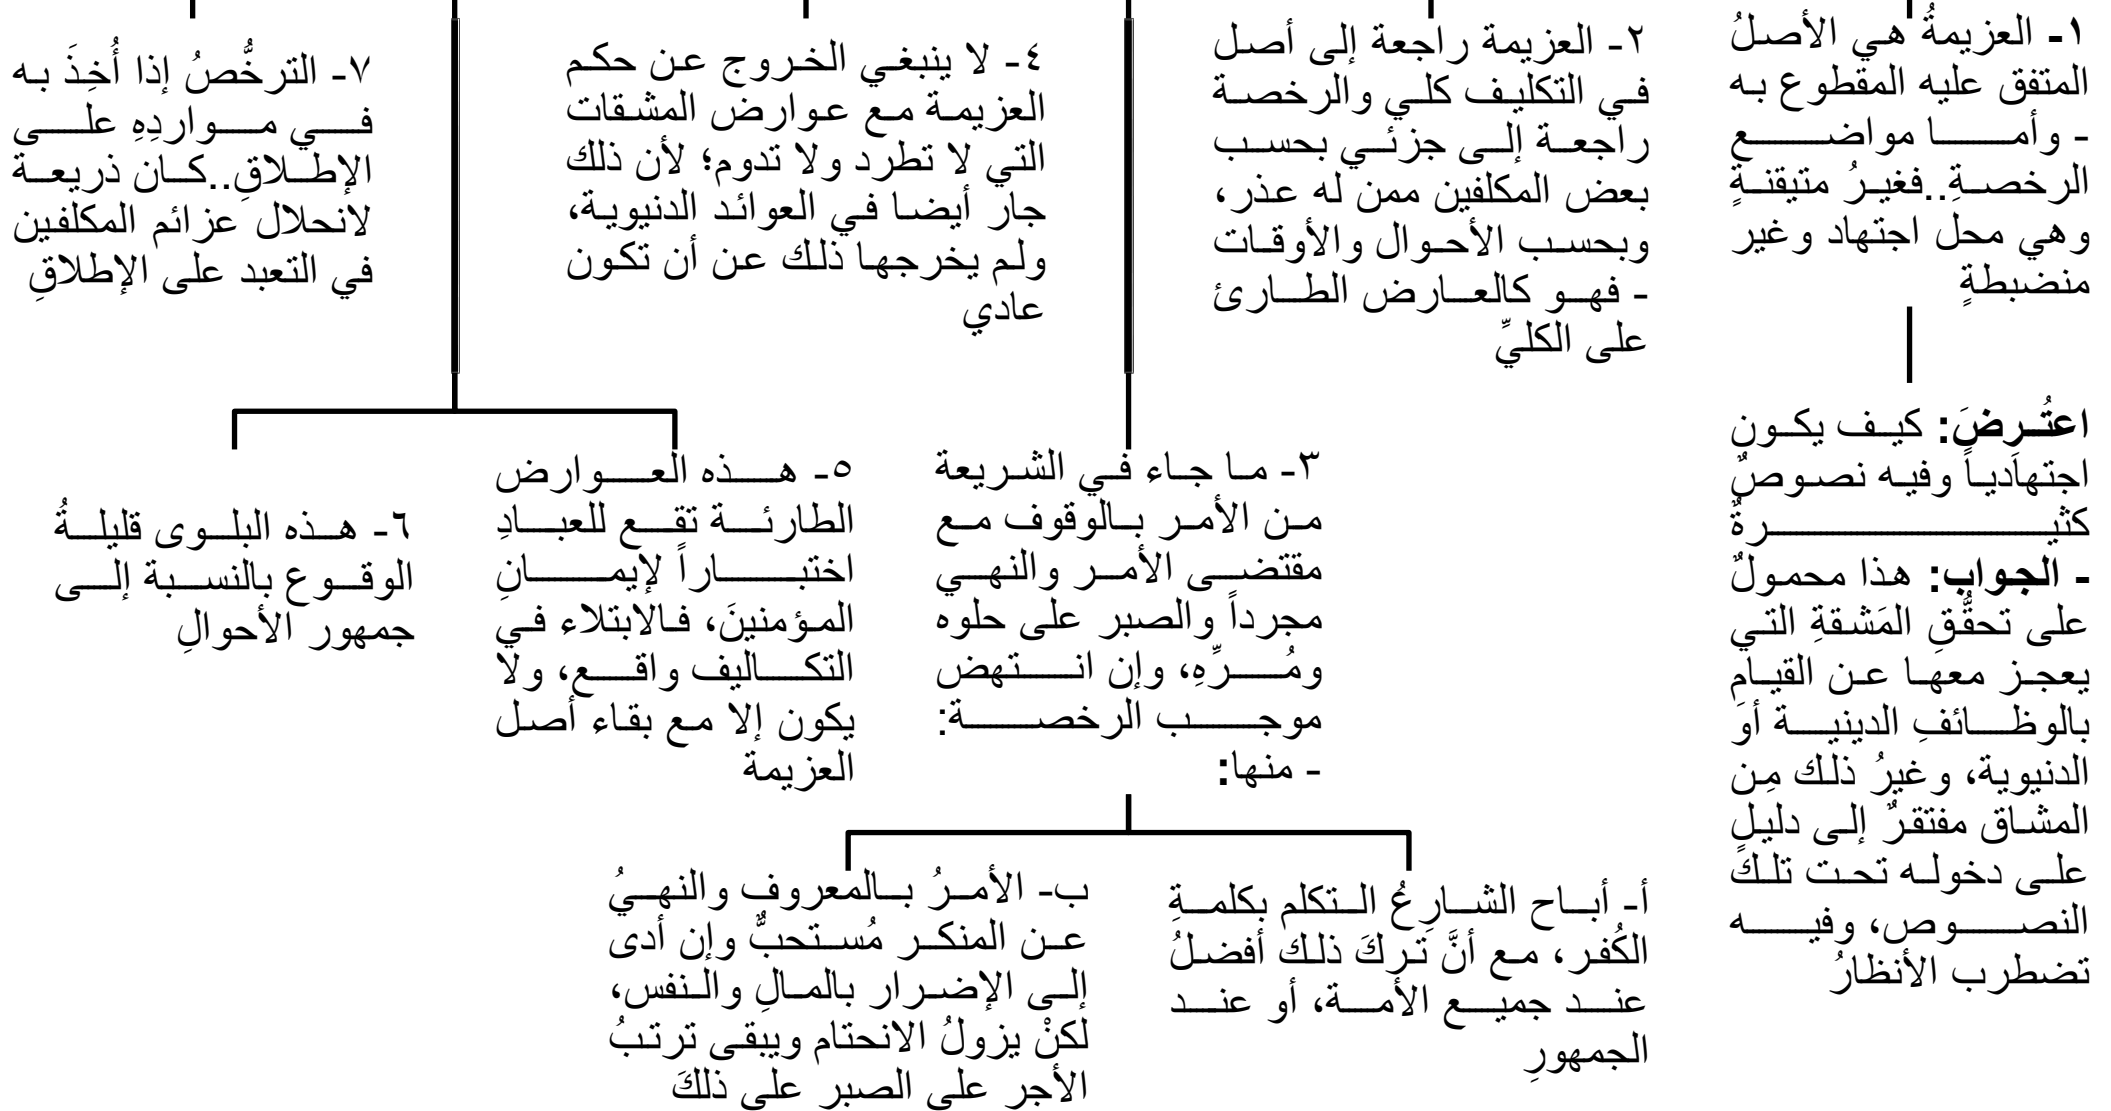 ١- العزيمةُ هي الأصلُ
المتفق عليه المقطوع به
- وأما مواضع
الرخصةِ..فغيرُ متيقنةٍ
وهي محل اجتهاد وغير
منضبطةٍ
اعتُرِضَ: كيف يكون
اجتهادياً وفيه نصوصٌ
كثيرةٌ
- الجواب: هذا محمولٌ
على تحقُّقِ المَشقةِ التي
يعجز معها عن القيامِ
بالوظائفِ الدينية أو
الدنيوية، وغيرُ ذلك مِن
المشاق مفتقرٌ إلى دليلٍ
على دخوله تحت تلك
النصوص، وفيه
تضطرب الأنظارُ
٢- العزيمة راجعة إلى أصل
في التكليف كلي والرخصة
راجعة إلى جزئي بحسب
بعض المكلفين ممن له عذر،
وبحسب الأحوال والأوقات
- فهو كالعارض الطارئ
على الكليِّ
٣- ما جاء في الشريعة
من الأمر بالوقوف مع
مقتضى الأمر والنهي
مجرداً والصبر على حلوه
ومُرِّهِ، وإن انتهض
موجب الرخصة:
- منها:
أ- أباح الشارِعُ التكلم بكلمةِ
الكُفر، مع أنَّ تركَ ذلك أفضلُ
عند جميع الأمة، أو عند
الجمهورِ
ب- الأمرُ بالمعروف والنهيُ
عن المنكر مُستحبٌّ وإن أدى
إلى الإضرار بالمالِ والنفس،
لكنْ يزولُ الانحتام ويبقى ترتبُ
الأجر على الصبر على ذلكَ
٤- لا ينبغي الخروج عن حكم
العزيمة مع عوارض المشقات
التي لا تطرد ولا تدوم؛ لأن ذلك
جار أيضا في العوائد الدنيوية،
ولم يخرجها ذلك عن أن تكون
عادي
٥- هذه العوارض
الطارئة تقع للعبادِ
اختباراً لإيمانِ
المؤمنينَ، فالابتلاء في
التكاليف واقع، ولا
يكون إلا مع بقاء أصل
العزيمة
٦- هذه البلوى قليلةُ
الوقوع بالنسبة إلى
جمهور الأحوالِ
٧- الترخُّصُ إذا أُخِذَ به
في مواردِهِ على
الإطلاقِ..كان ذريعة
لانحلال عزائم المكلفين
في التعبد على الإطلاقِ